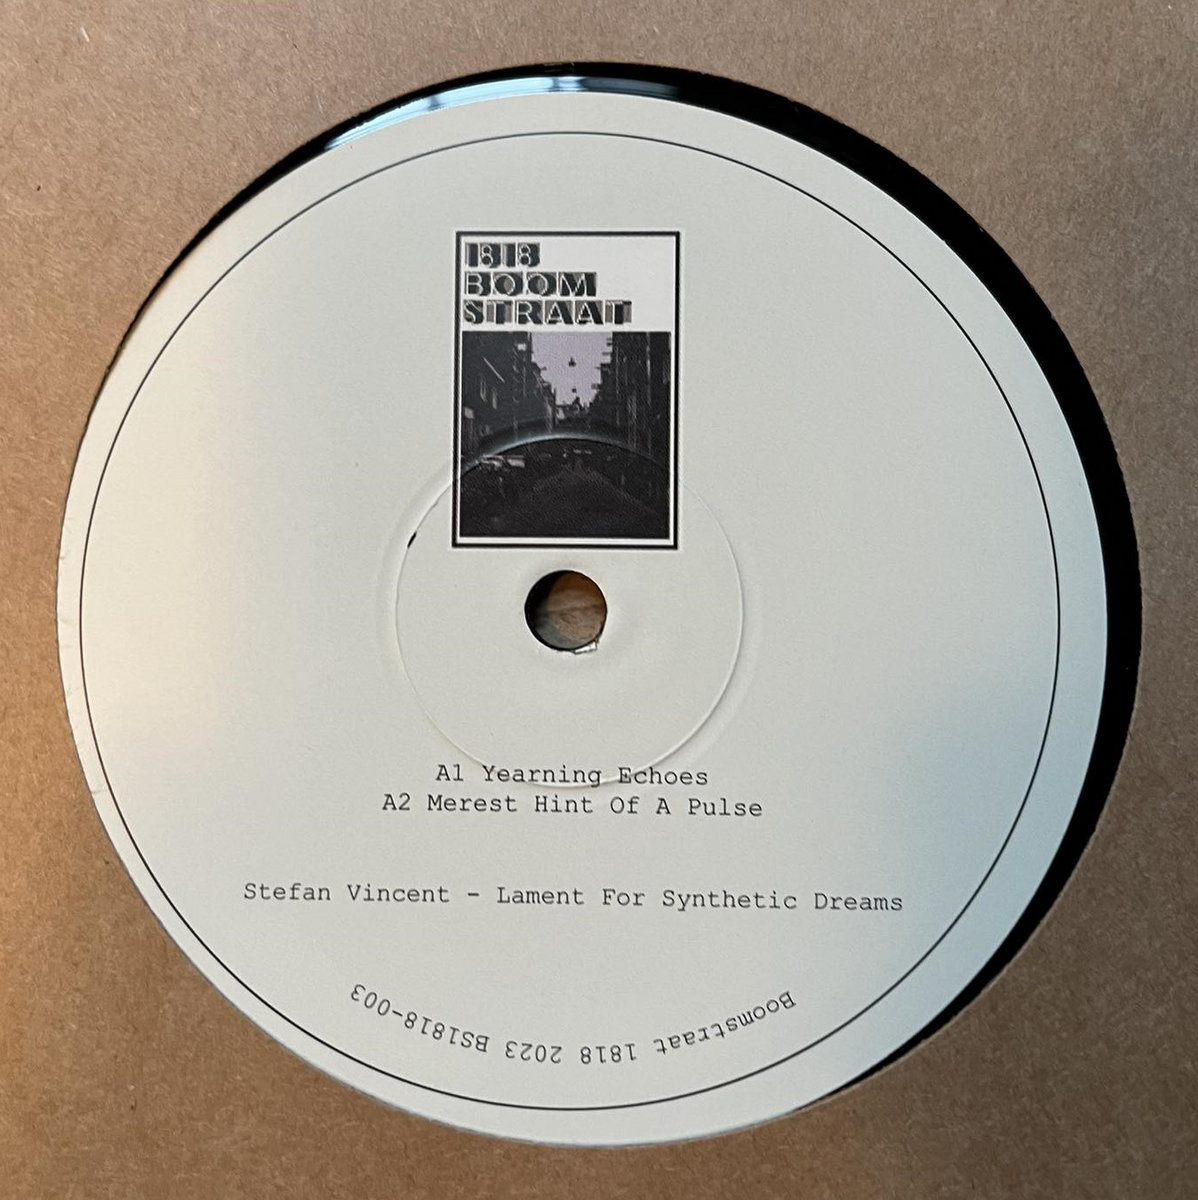 1818
BOOM
STRAAT
A1 Yearning Echoes
A2 Merest Hint Of A Pulse
Stefan Vincent - Lament For Synthetic Dreams
Boomstraat 1818 2023 BS1818-003